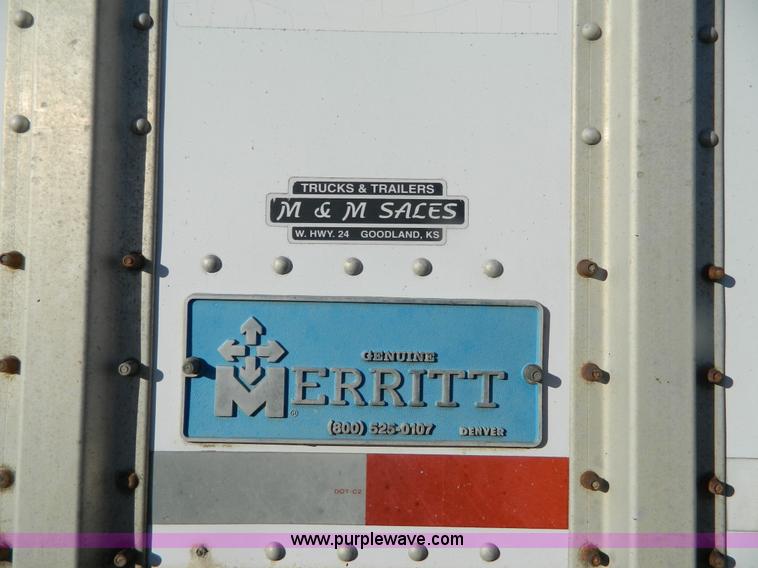 TRUCKS & TRAILERS
M & M SALES
W. HWY. 24 GOODLAND, KS
GENUINE
MERRITT
®
(800) 525-0107 DENVER
DOT-C2
www.purplewave.com